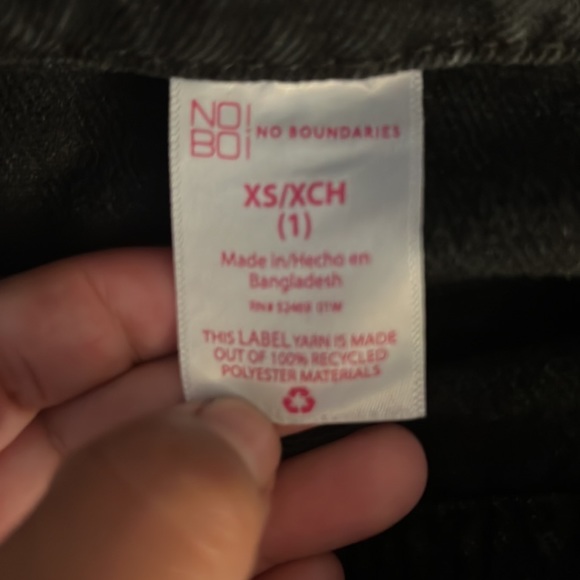 NO
BO
NO BOUNDARIES
XS/XCH
(1)
Made in/Hecho en
Bangladesh
RN#
THIS LABEL YARN IS MADE
OUT OF 100% RECYCLED
POLYESTER MATERIALS